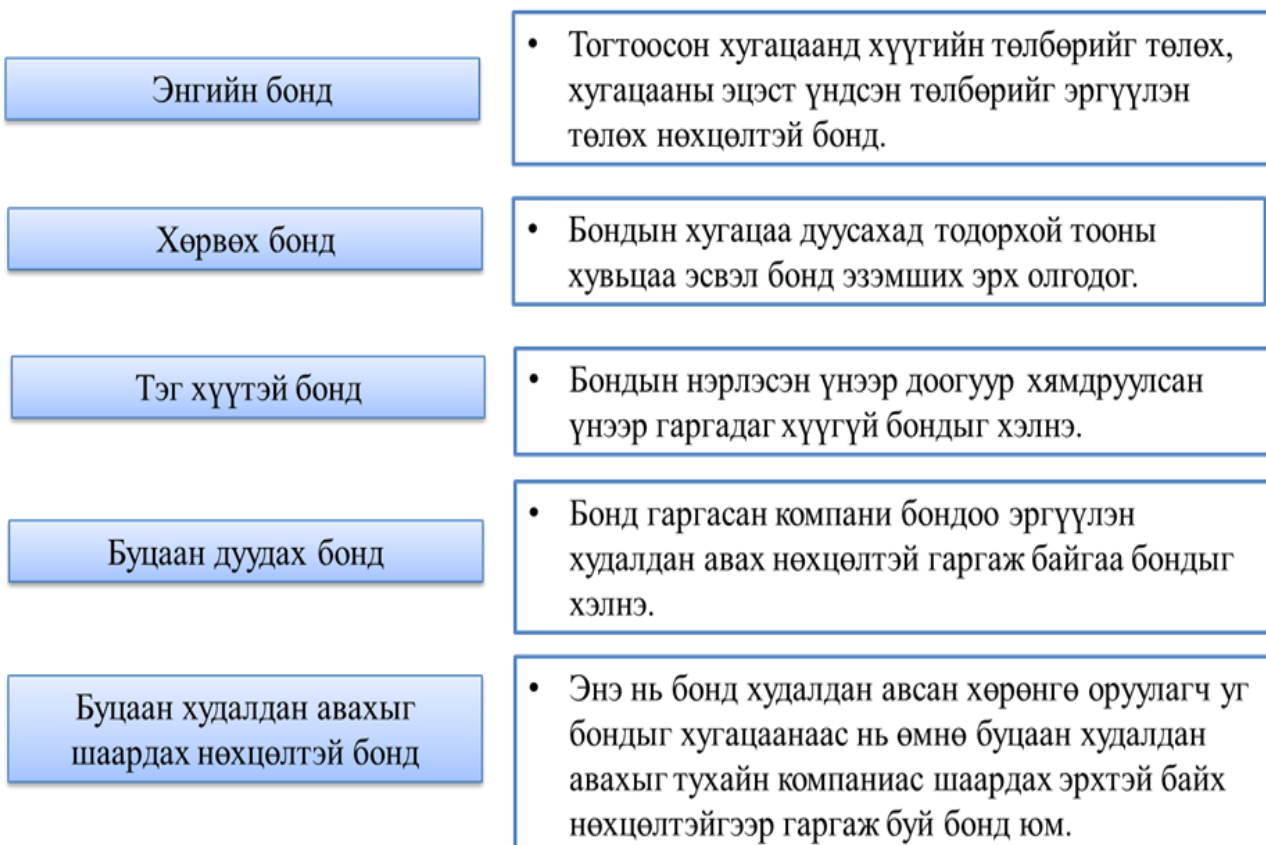 Энгийн бонд
• Тогтоосон хугацаанд хүүгийн төлбөрийг төлөх,
хугацааны эцэст үндсэн төлбөрийг эргүүлэн
төлөх нөхцөлтэй бонд.
Хөрвөх бонд
• Бондын хугацаа дуусахад тодорхой тооны
хувьцаа эсвэл бонд эзэмших эрх олгодог.
Тэг хүүтэй бонд
• Бондын нэрлэсэн үнээр доогуур хямдруулсан
үнээр гаргадаг хүүгүй бондыг хэлнэ.
Буцаан дуудах бонд
• Бонд гаргасан компани бондоо эргүүлэн
худалдан авах нөхцөлтэй гаргаж байгаа бондыг
хэлнэ.
Буцаан худалдан авахыг
шаардах нөхцөлтэй бонд
• Энэ нь бонд худалдан авсан хөрөнгө оруулагч уг
бондыг хугацаанаас нь өмнө буцаан худалдан
авахыг тухайн компаниас шаардах эрхтэй байх
нөхцөлтэйгээр гаргаж буй бонд юм.